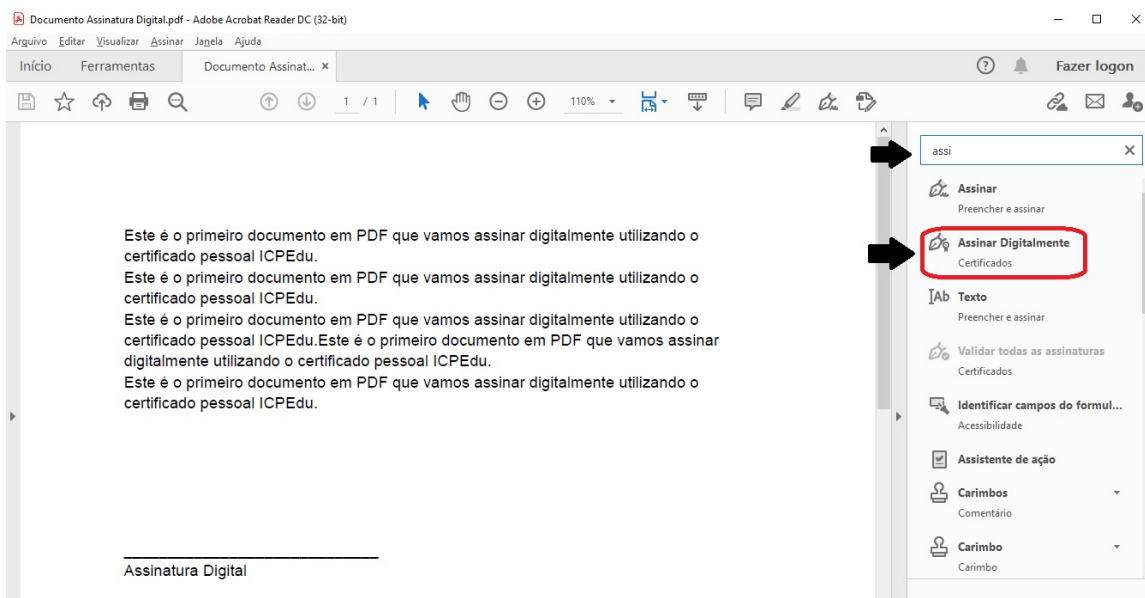 Documento Assinatura Digital.pdf - Adobe Acrobat Reader DC (32-bit)
Arquivo Editar Visualizar Assinar Janela Ajuda
Início Ferramentas Documento Assinat... × Fazer logon
1 / 1 110%
Este é o primeiro documento em PDF que vamos assinar digitalmente utilizando o
certificado pessoal ICPEdu.
Este é o primeiro documento em PDF que vamos assinar digitalmente utilizando o
certificado pessoal ICPEdu.
Este é o primeiro documento em PDF que vamos assinar digitalmente utilizando o
certificado pessoal ICPEdu.Este é o primeiro documento em PDF que vamos assinar
digitalmente utilizando o certificado pessoal ICPEdu.
Este é o primeiro documento em PDF que vamos assinar digitalmente utilizando o
certificado pessoal ICPEdu.
Assinatura Digital
assi
Assinar
Preencher e assinar
Assinar Digitalmente
Certificados
Ab Texto
Preencher e assinar
Validar todas as assinaturas
Certificados
Identificar campos do formul...
Acessibilidade
Assistente de ação
Carimbos
Comentário
Carimbo
Carimbo